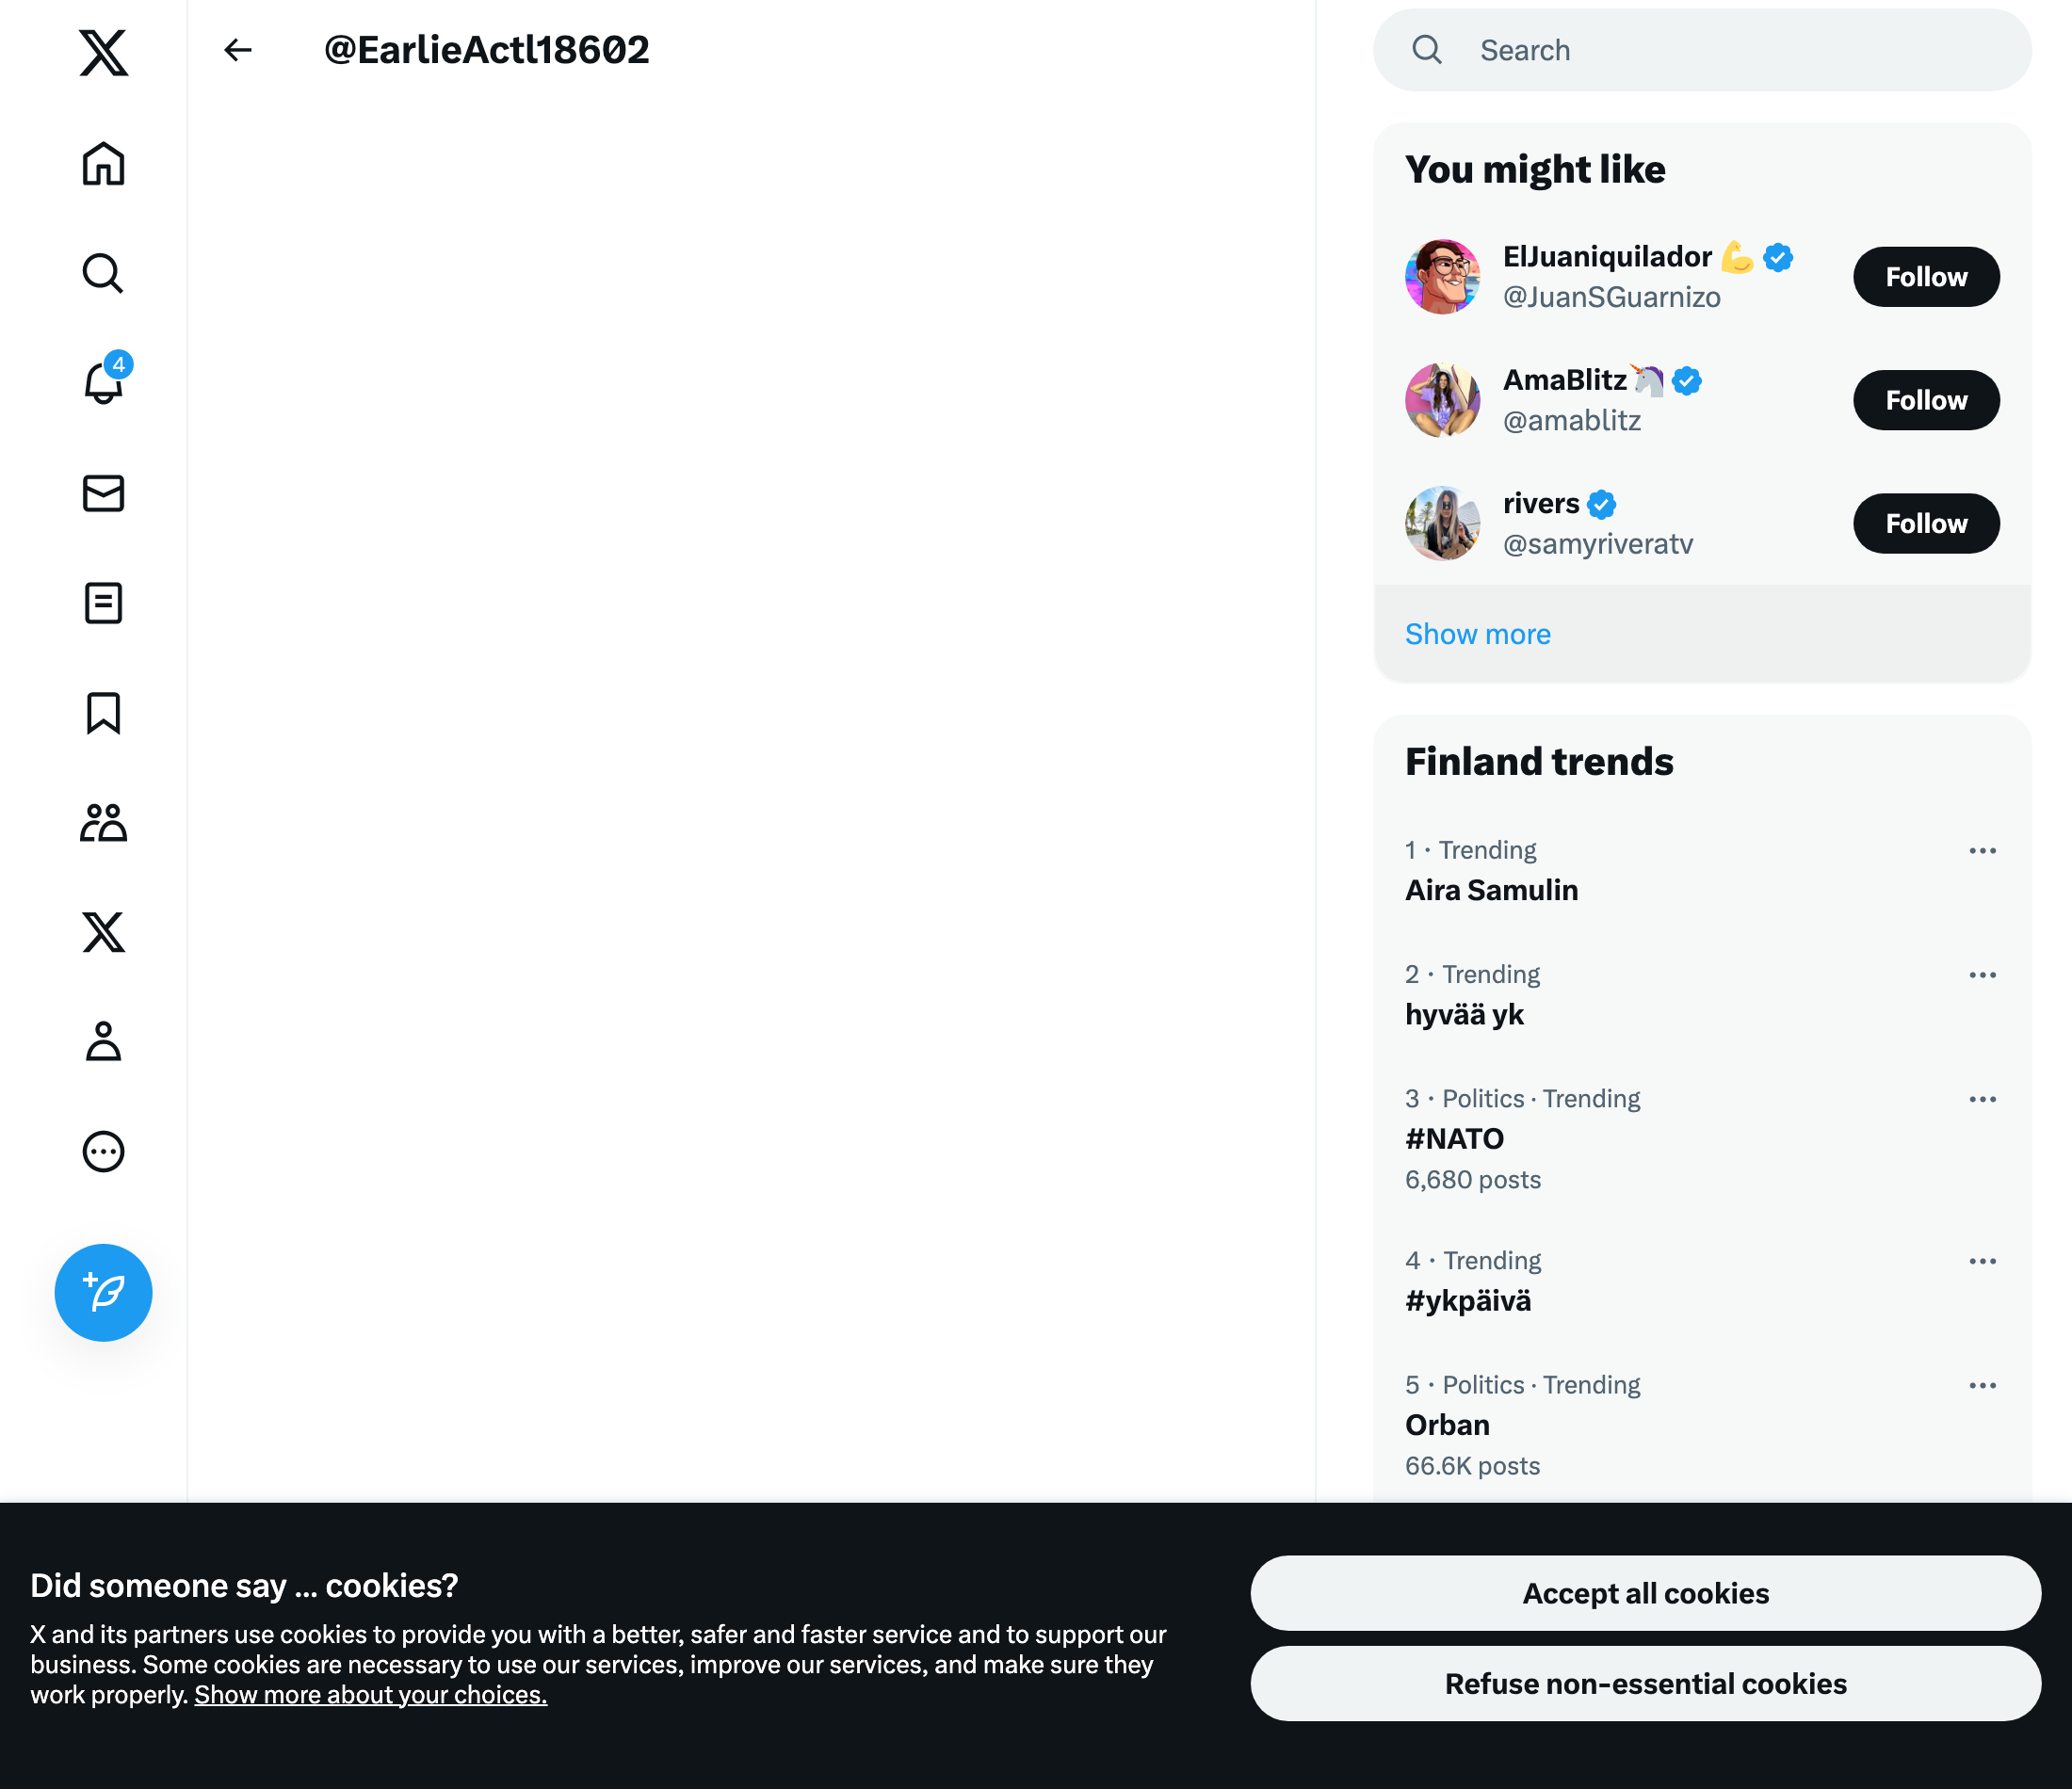 @EarlieActl18602
4
Search
You might like
ElJuaniquilador 💪
@JuanSGuarnizo
Follow
AmaBlitz🦄
@amablitz
Follow
rivers
@samyriveratv
Follow
Show more
Finland trends
1 · Trending
Aira Samulin
2 · Trending
hyvää yk
3 · Politics · Trending
#NATO
6,680 posts
4 · Trending
#ykpäivä
5 · Politics · Trending
Orban
66.6K posts
Did someone say … cookies?
X and its partners use cookies to provide you with a better, safer and faster service and to support our
business. Some cookies are necessary to use our services, improve our services, and make sure they
work properly. Show more about your choices.
Accept all cookies
Refuse non-essential cookies